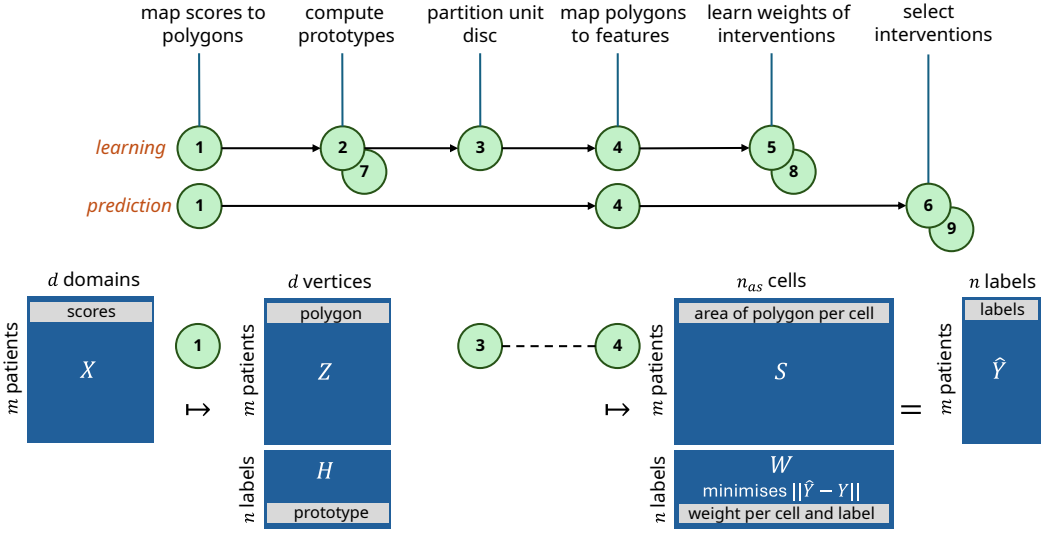 map scores to
polygons
compute
prototypes
partition unit
disc
map polygons
to features
learn weights of
interventions
select
interventions
learning
1
2
7
3
4
5
8
prediction
1
4
6
9
d domains
scores
m patients
X
1
↦
d vertices
polygon
m patients
Z
n labels
H
prototype
3
4
↦
n_as cells
area of polygon per cell
m patients
S
n labels
W
minimises ||Ŷ − Y||
weight per cell and label
=
n labels
labels
m patients
Ŷ